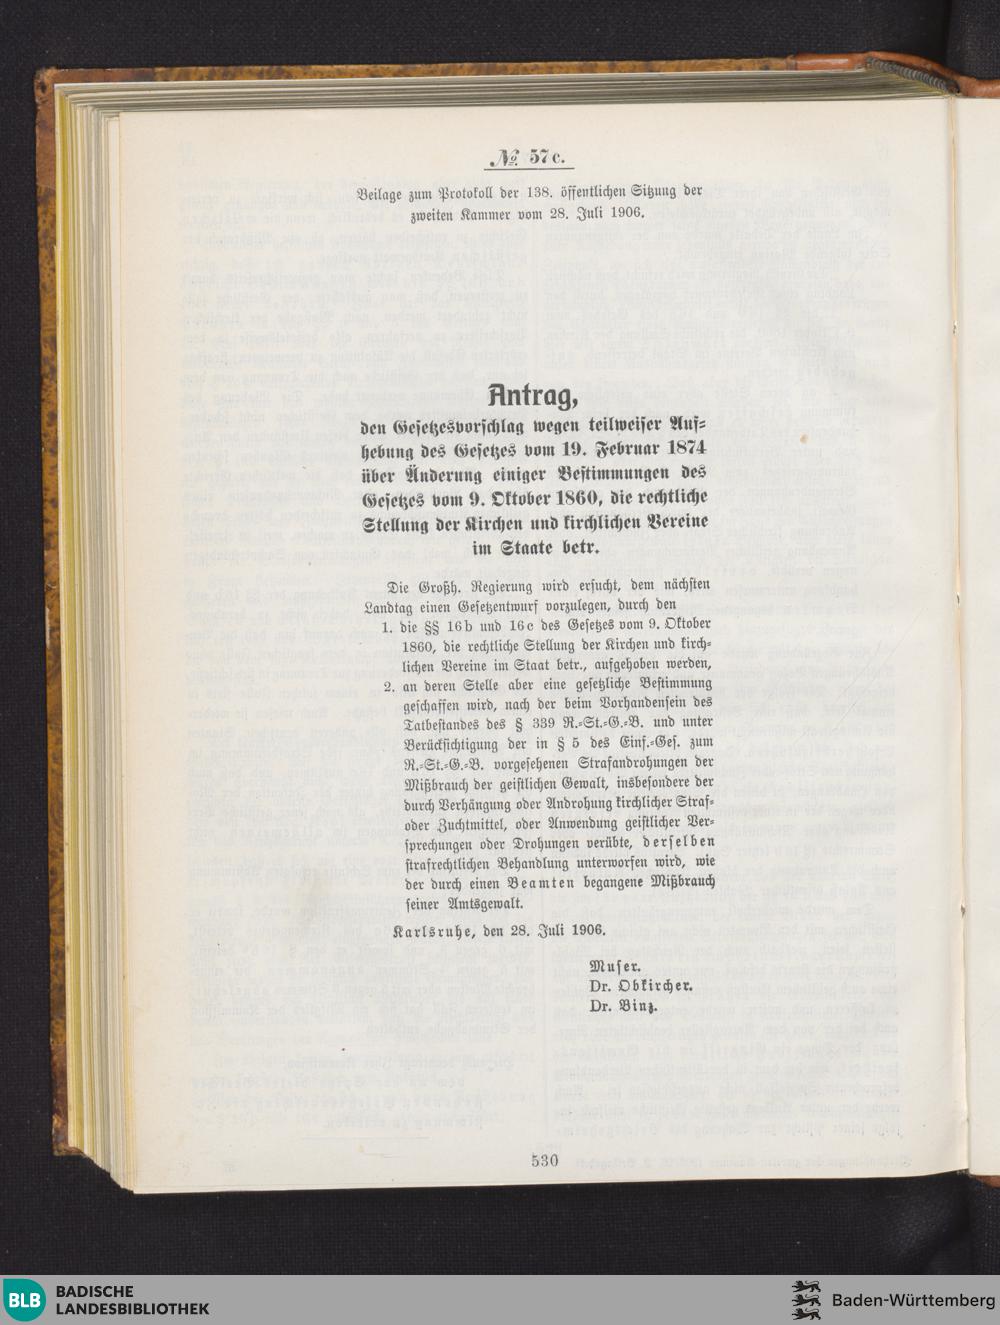 № 57c.
Beilage zum Protokoll der 138. öffentlichen Sitzung der
zweiten Kammer vom 28. Juli 1906.
Antrag,
den Gesetzesvorschlag wegen teilweiser Auf-
hebung des Gesetzes vom 19. Februar 1874
über Änderung einiger Bestimmungen des
Gesetzes vom 9. Oktober 1860, die rechtliche
Stellung der Kirchen und kirchlichen Vereine
im Staate betr.
Die Großh. Regierung wird ersucht, dem nächsten
Landtag einen Gesetzentwurf vorzulegen, durch den
1. die §§ 16b und 16c des Gesetzes vom 9. Oktober
1860, die rechtliche Stellung der Kirchen und kirch-
lichen Vereine im Staat betr., aufgehoben werden,
2. an deren Stelle aber eine gesetzliche Bestimmung
geschaffen wird, nach der beim Vorhandensein des
Tatbestandes des § 339 R.-St.-G.-B. und unter
Berücksichtigung der in § 5 des Einf.-Ges. zum
R.-St.-G.-B. vorgesehenen Strafandrohungen der
Mißbrauch der geistlichen Gewalt, insbesondere der
durch Verhängung oder Androhung kirchlicher Straf-
oder Zuchtmittel, oder Anwendung geistlicher Ver-
sprechungen oder Drohungen verübte, derselben
strafrechtlichen Behandlung unterworfen wird, wie
der durch einen Beamten begangene Mißbrauch
seiner Amtsgewalt.
Karlsruhe, den 28. Juli 1906.
Muser.
Dr. Obkircher.
Dr. Binz.
530
BLB BADISCHE
LANDESBIBLIOTHEK
Baden-Württemberg